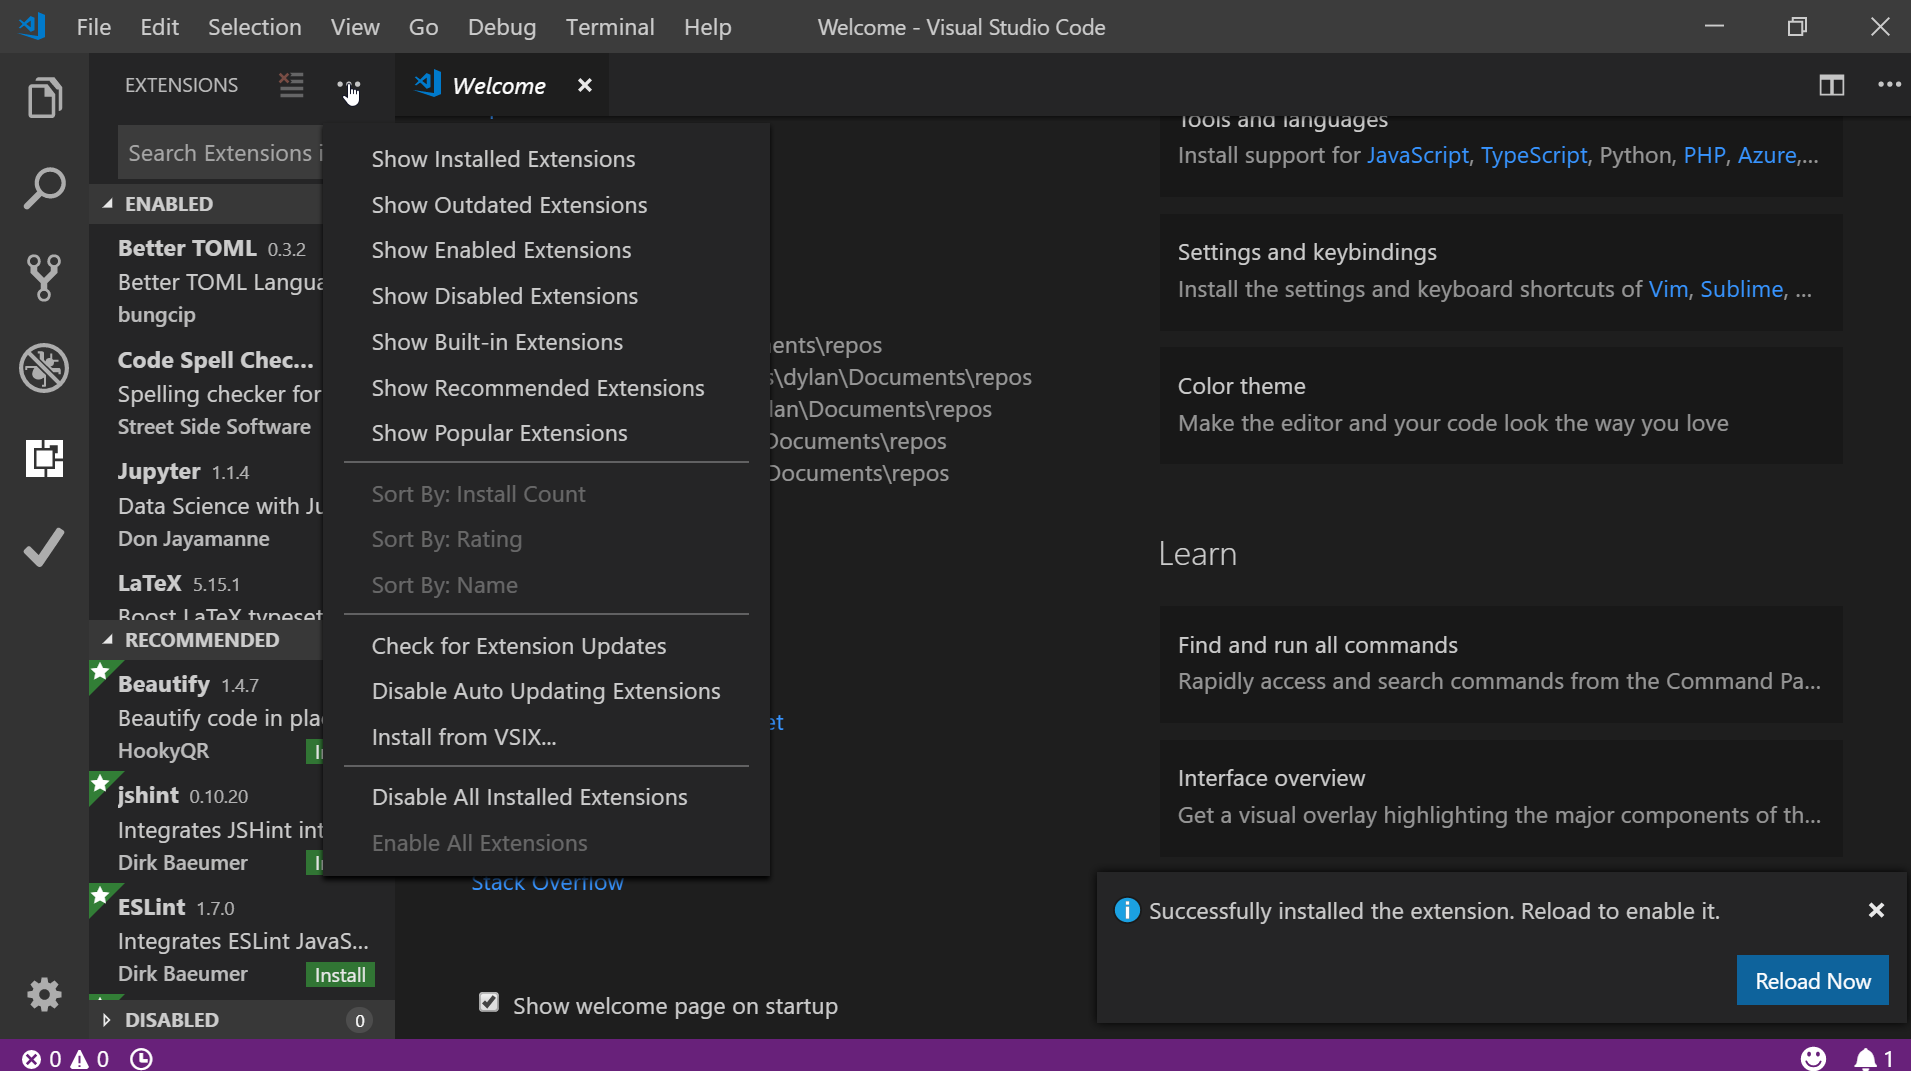 File Edit Selection View Go Debug Terminal Help
Welcome - Visual Studio Code
EXTENSIONS
Welcome
Search Extensions i
ENABLED
Better TOML 0.3.2
Better TOML Langua
bungcip
Code Spell Chec...
Spelling checker for
Street Side Software
Jupyter 1.1.4
Data Science with Ju
Don Jayamanne
LaTeX 5.15.1
Boost LaTeX typeset
RECOMMENDED
Beautify 1.4.7
Beautify code in pla
HookyQR
In
jshint 0.10.20
Integrates JSHint int
Dirk Baeumer
In
ESLint 1.7.0
Integrates ESLint JavaS...
Dirk Baeumer
Install
DISABLED
0
Show Installed Extensions
Show Outdated Extensions
Show Enabled Extensions
Show Disabled Extensions
Show Built-in Extensions
Show Recommended Extensions
Show Popular Extensions
Sort By: Install Count
Sort By: Rating
Sort By: Name
Check for Extension Updates
Disable Auto Updating Extensions
Install from VSIX...
Disable All Installed Extensions
Enable All Extensions
ents\repos
s\dylan\Documents\repos
lan\Documents\repos
Documents\repos
Documents\repos
et
Stack Overflow
Show welcome page on startup
Tools and languages
Install support for JavaScript, TypeScript, Python, PHP, Azure,...
Settings and keybindings
Install the settings and keyboard shortcuts of Vim, Sublime, ...
Color theme
Make the editor and your code look the way you love
Learn
Find and run all commands
Rapidly access and search commands from the Command Pa...
Interface overview
Get a visual overlay highlighting the major components of th...
Successfully installed the extension. Reload to enable it.
Reload Now
0 0
1